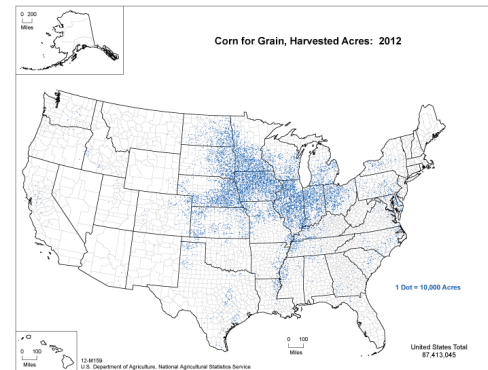 0 200
Miles
Corn for Grain, Harvested Acres: 2012
1 Dot = 10,000 Acres
0 100
Miles
12-M159
U.S. Department of Agriculture, National Agricultural Statistics Service
0 100
Miles
United States Total
87,413,045